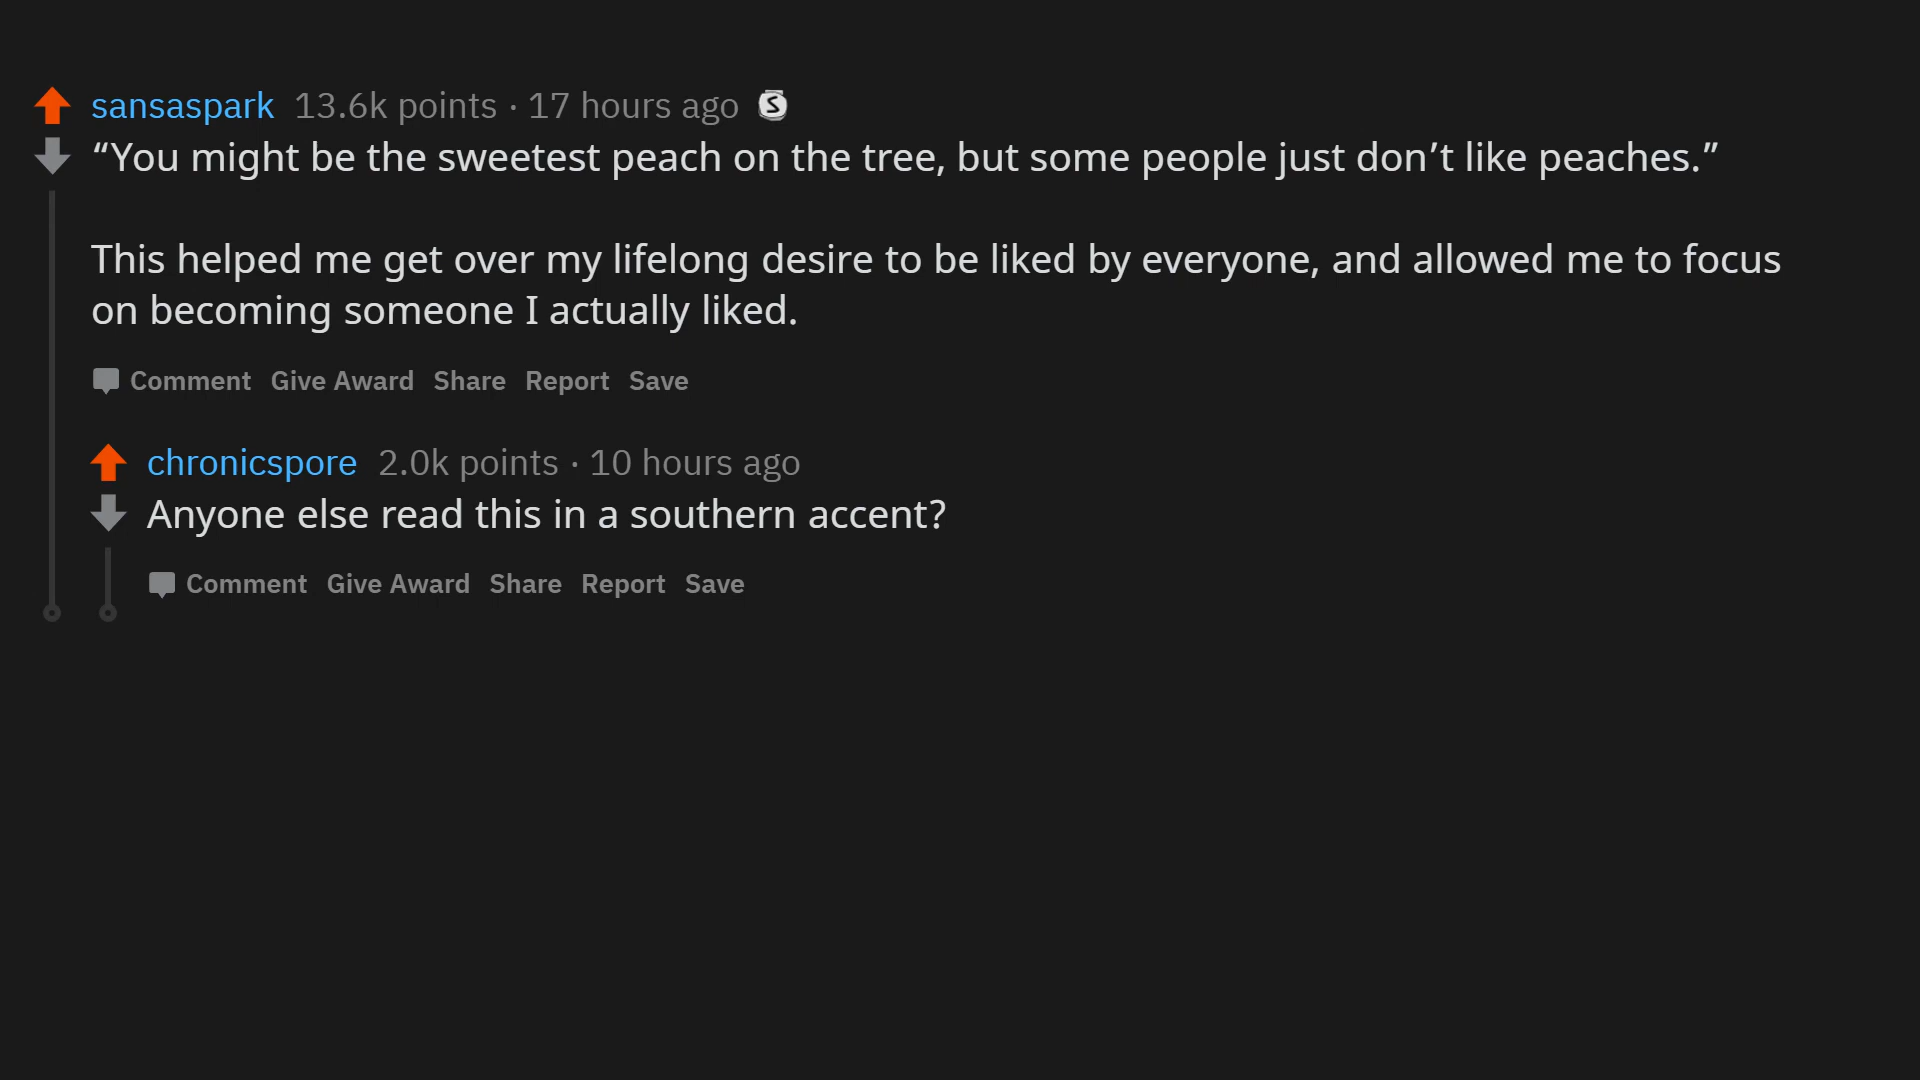 sansaspark 13.6k points · 17 hours ago S
“You might be the sweetest peach on the tree, but some people just don’t like peaches.”
This helped me get over my lifelong desire to be liked by everyone, and allowed me to focus
on becoming someone I actually liked.
Comment Give Award Share Report Save
chronicspore 2.0k points · 10 hours ago
Anyone else read this in a southern accent?
Comment Give Award Share Report Save